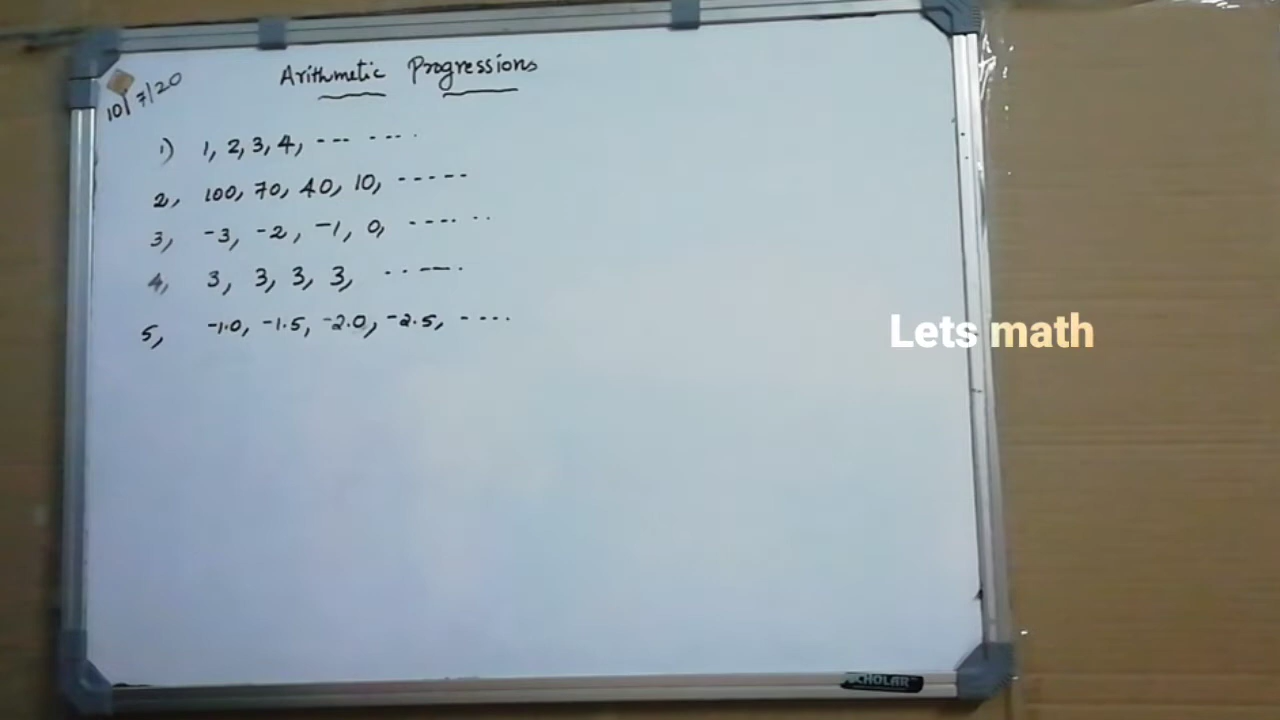 Arithmetic Progressions
10/7/20
1) 1, 2, 3, 4, --- ---.
2, 100, 70, 40, 10, -----
3, -3, -2, -1, 0, ---- --
4, 3, 3, 3, 3, -----.
5, -1.0, -1.5, -2.0, -2.5, ----
Lets math
SCHOLAR